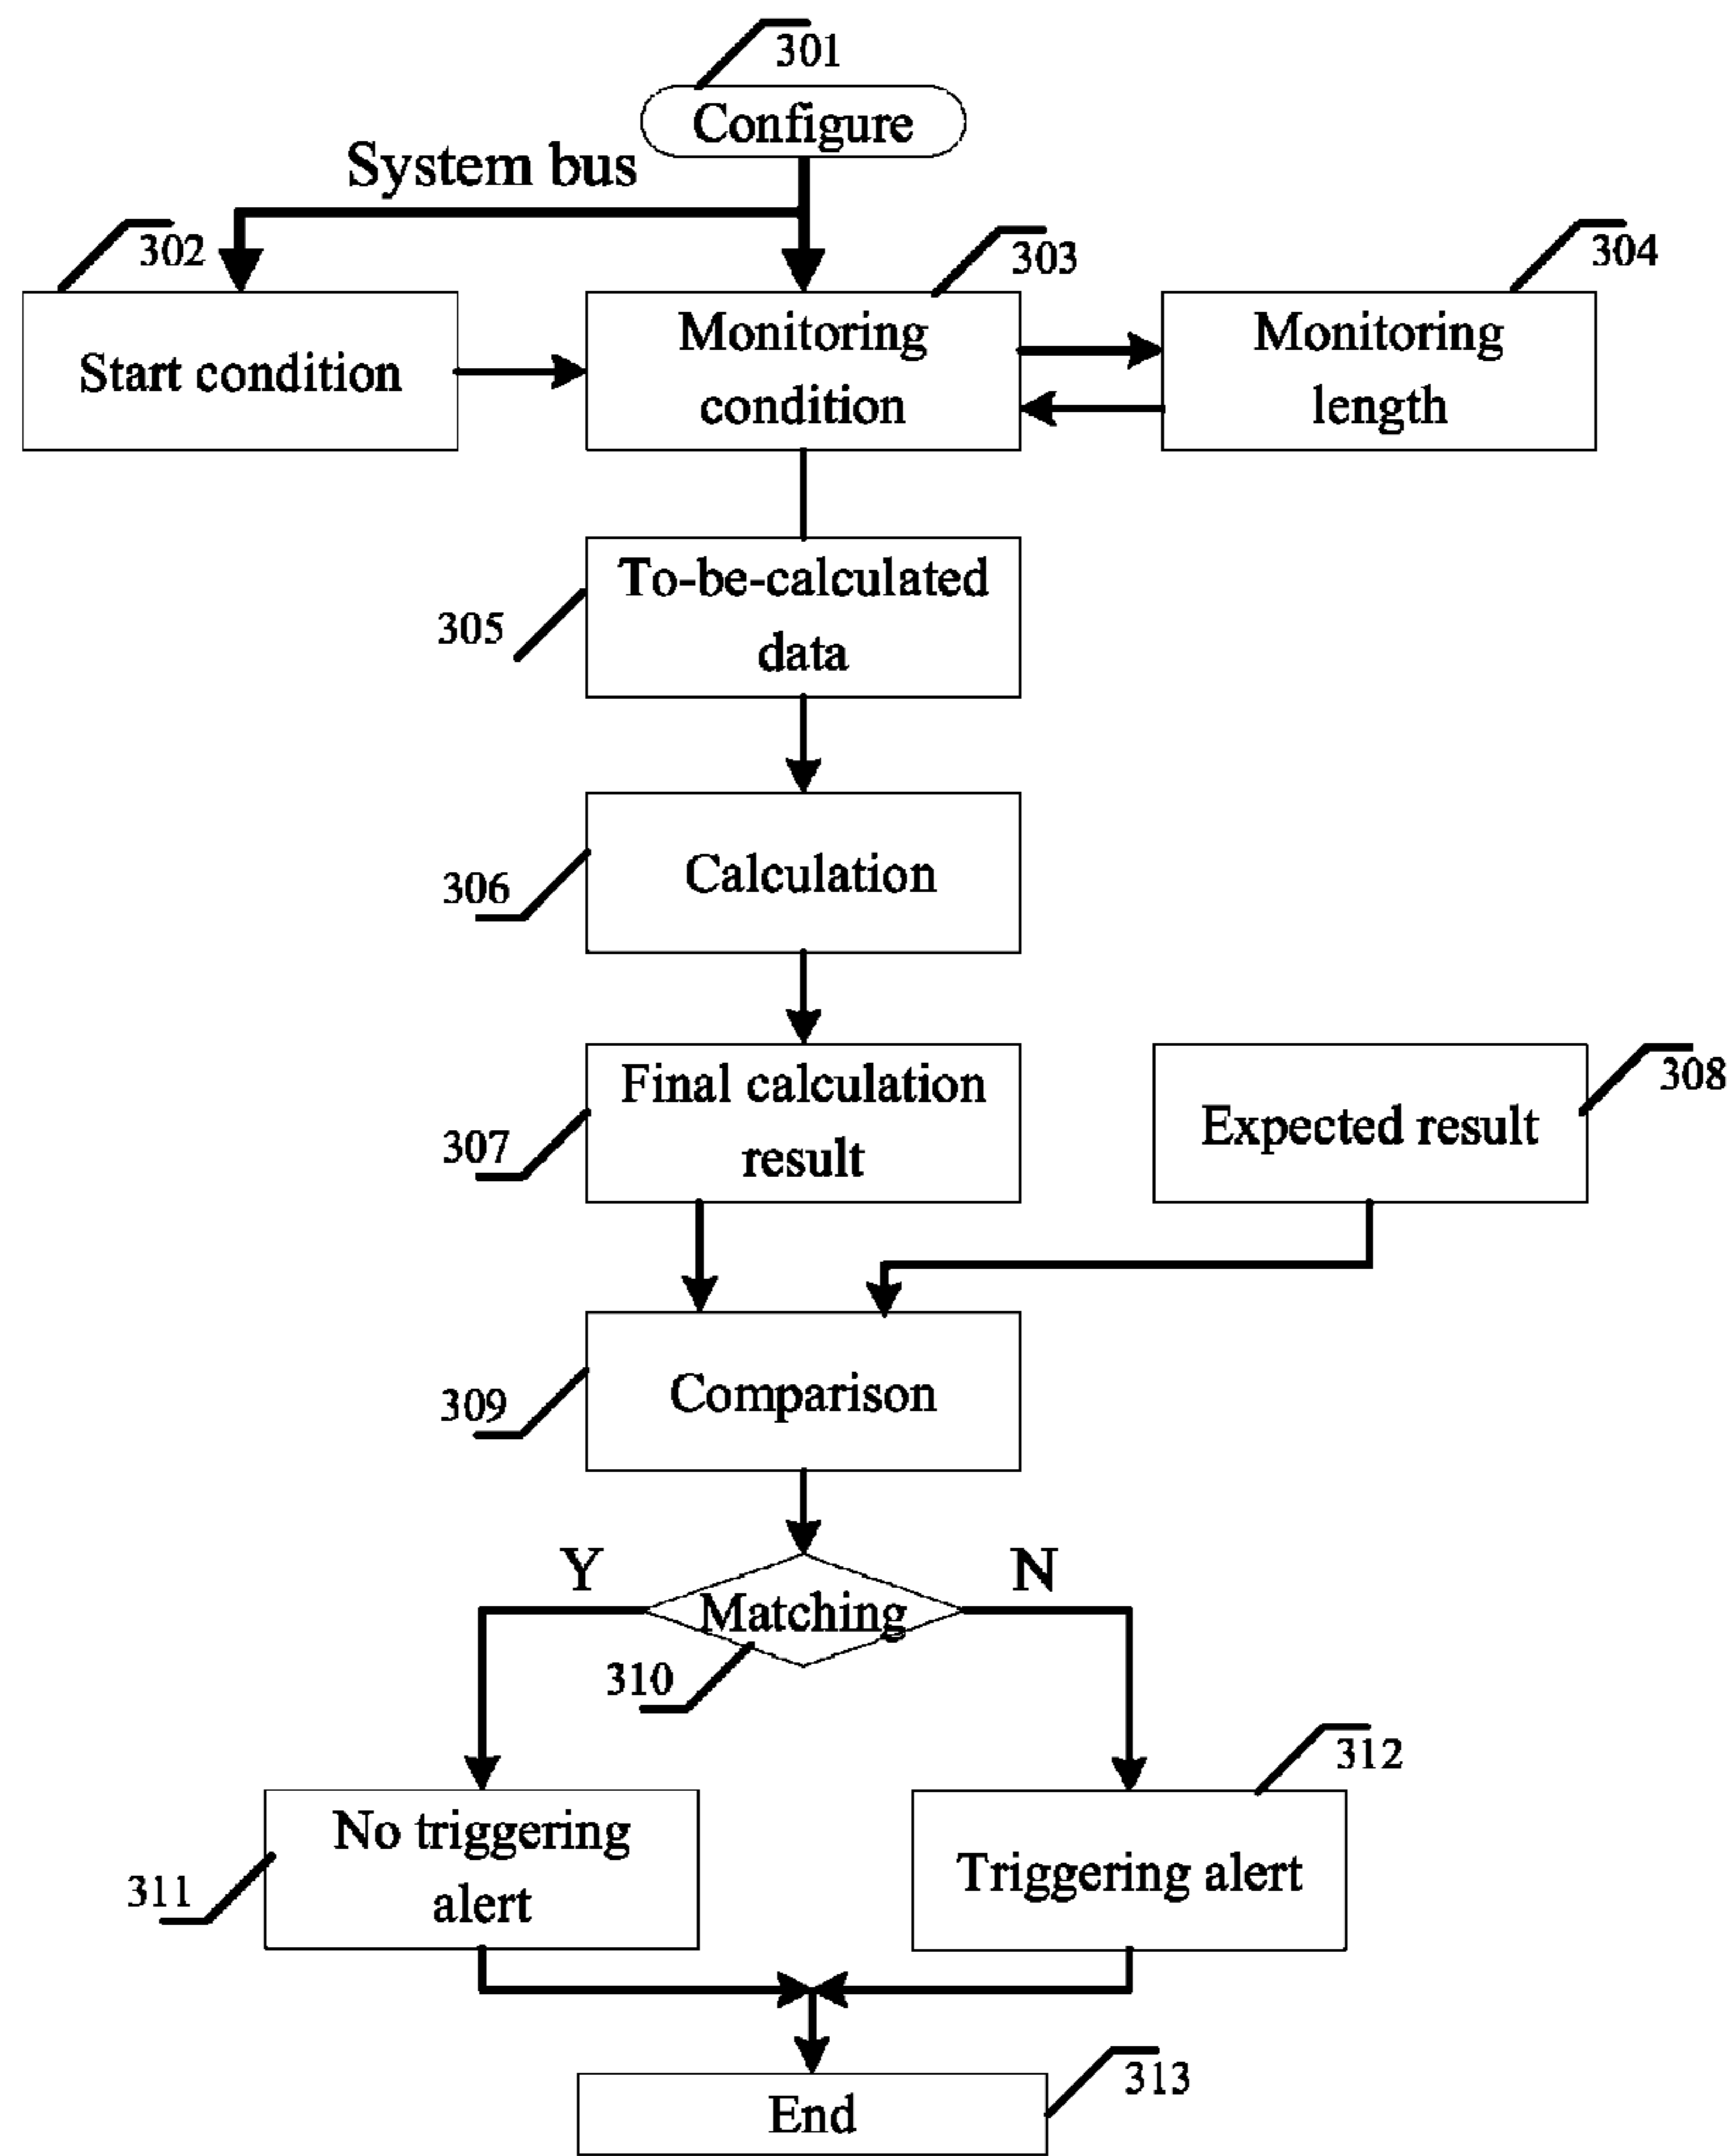 301
Configure
System bus
302
303
304
Start condition
Monitoring
condition
Monitoring
length
To-be-calculated
data
305
Calculation
306
Final calculation
result
307
Expected result
308
Comparison
309
Y
N
Matching
310
312
No triggering
alert
311
Triggering alert
313
End